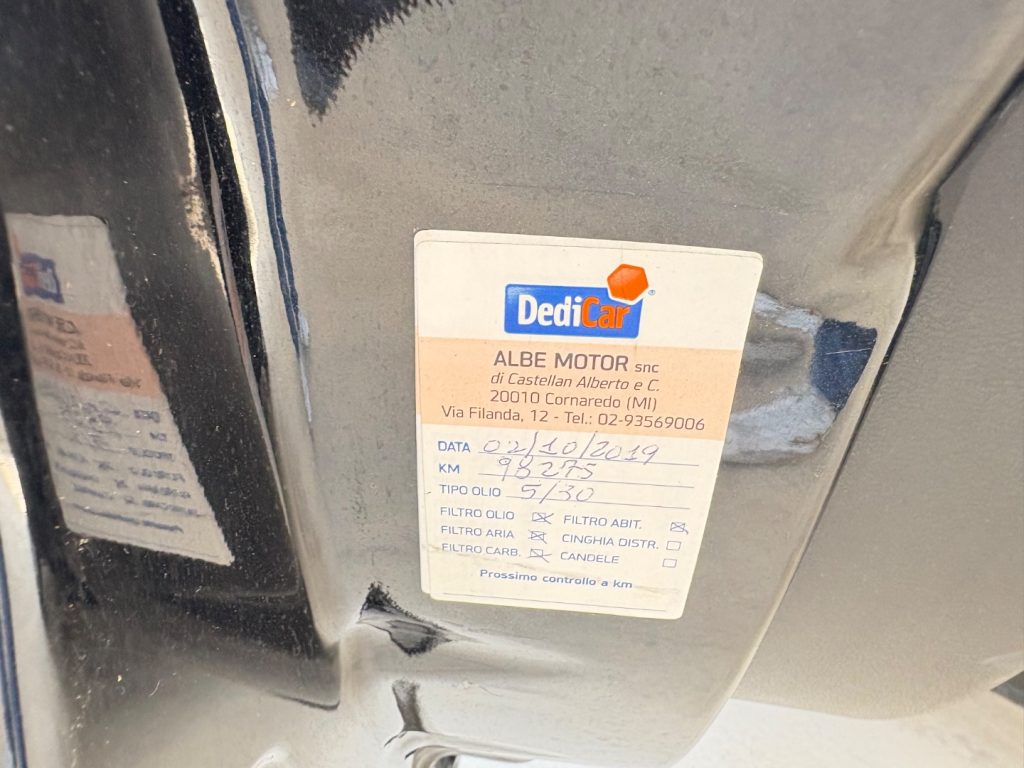 DediCar®
ALBE MOTOR snc
di Castellan Alberto e C.
20010 Cornaredo (MI)
Via Filanda, 12 - Tel.: 02-93569006
DATA 02/10/2019
KM 98275
TIPO OLIO 5/30
FILTRO OLIO ☒ FILTRO ABIT. ☒
FILTRO ARIA ☒ CINGHIA DISTR. ☐
FILTRO CARB. ☒ CANDELE ☐
Prossimo controllo a km